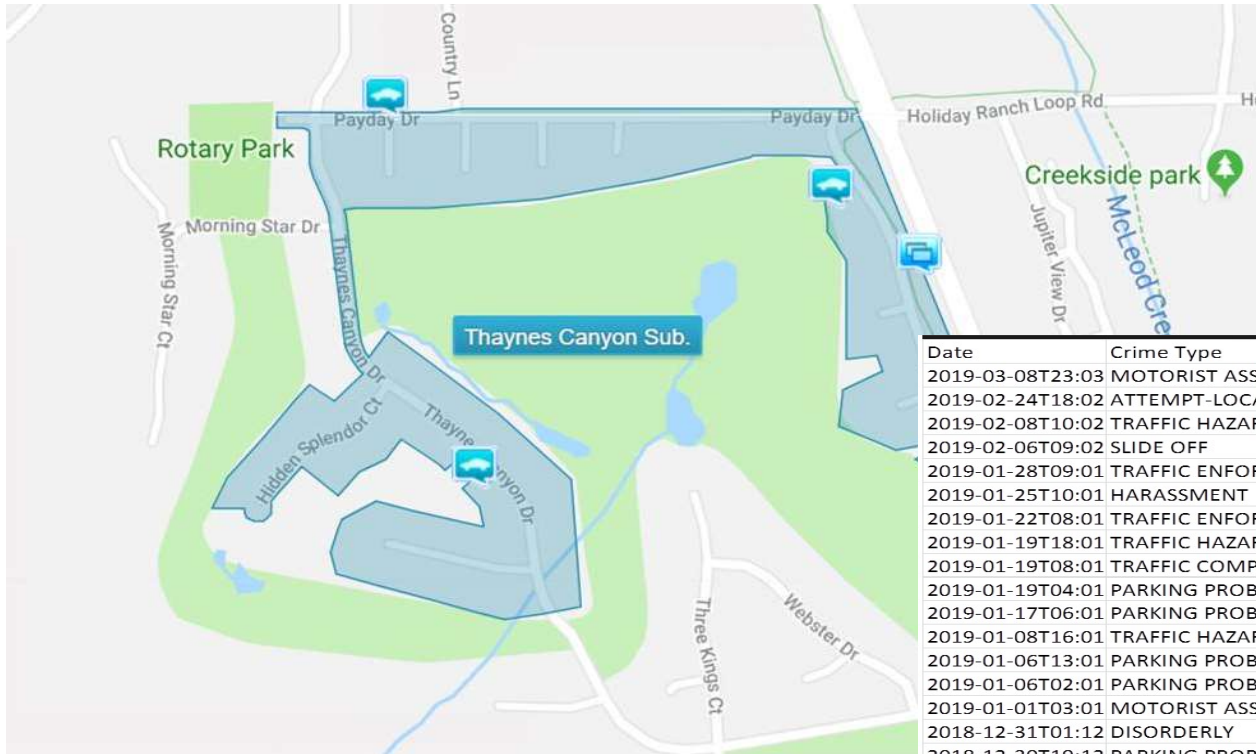 Country Ln
Payday Dr
Payday Dr
Holiday Ranch Loop Rd
H
Rotary Park
Creekside park
Morning Star Dr
Morning Star Ct
Thaynes Canyon Dr
Jupiter View Dr
McLeod Cre
Thaynes Canyon Sub.
Hidden Splendor Ct
Thayne
nyon Dr
Three Kings Ct
Webster Dr
Date Crime Type
2019-03-08T23:03 MOTORIST ASS
2019-02-24T18:02 ATTEMPT-LOCA
2019-02-08T10:02 TRAFFIC HAZAR
2019-02-06T09:02 SLIDE OFF
2019-01-28T09:01 TRAFFIC ENFOR
2019-01-25T10:01 HARASSMENT
2019-01-22T08:01 TRAFFIC ENFOR
2019-01-19T18:01 TRAFFIC HAZAR
2019-01-19T08:01 TRAFFIC COMP
2019-01-19T04:01 PARKING PROB
2019-01-17T06:01 PARKING PROB
2019-01-08T16:01 TRAFFIC HAZAR
2019-01-06T13:01 PARKING PROB
2019-01-06T02:01 PARKING PROB
2019-01-01T03:01 MOTORIST ASS
2018-12-31T01:12 DISORDERLY